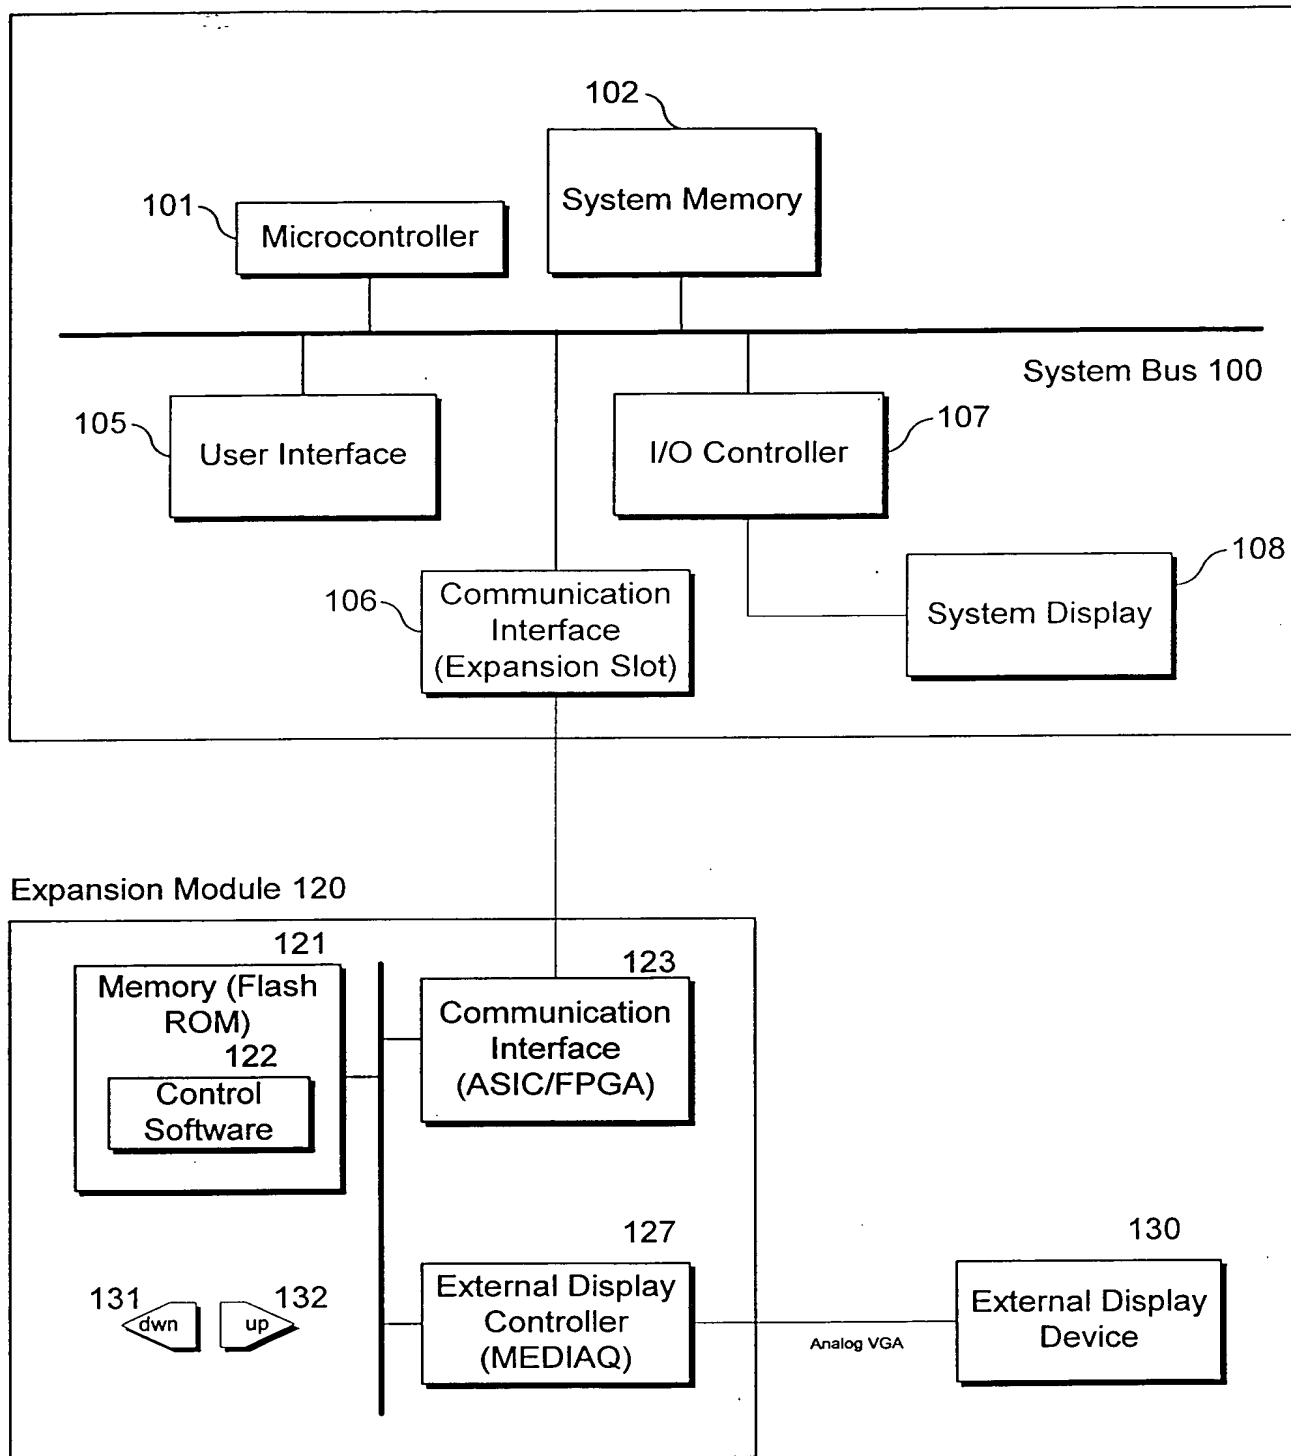 102
System Memory
101
Microcontroller
System Bus 100
105
User Interface
107
I/O Controller
106
Communication
Interface
(Expansion Slot)
108
System Display
Expansion Module 120
121
Memory (Flash
ROM)
122
Control
Software
123
Communication
Interface
(ASIC/FPGA)
131
dwn
132
up
127
External Display
Controller
(MEDIAQ)
Analog VGA
130
External Display
Device